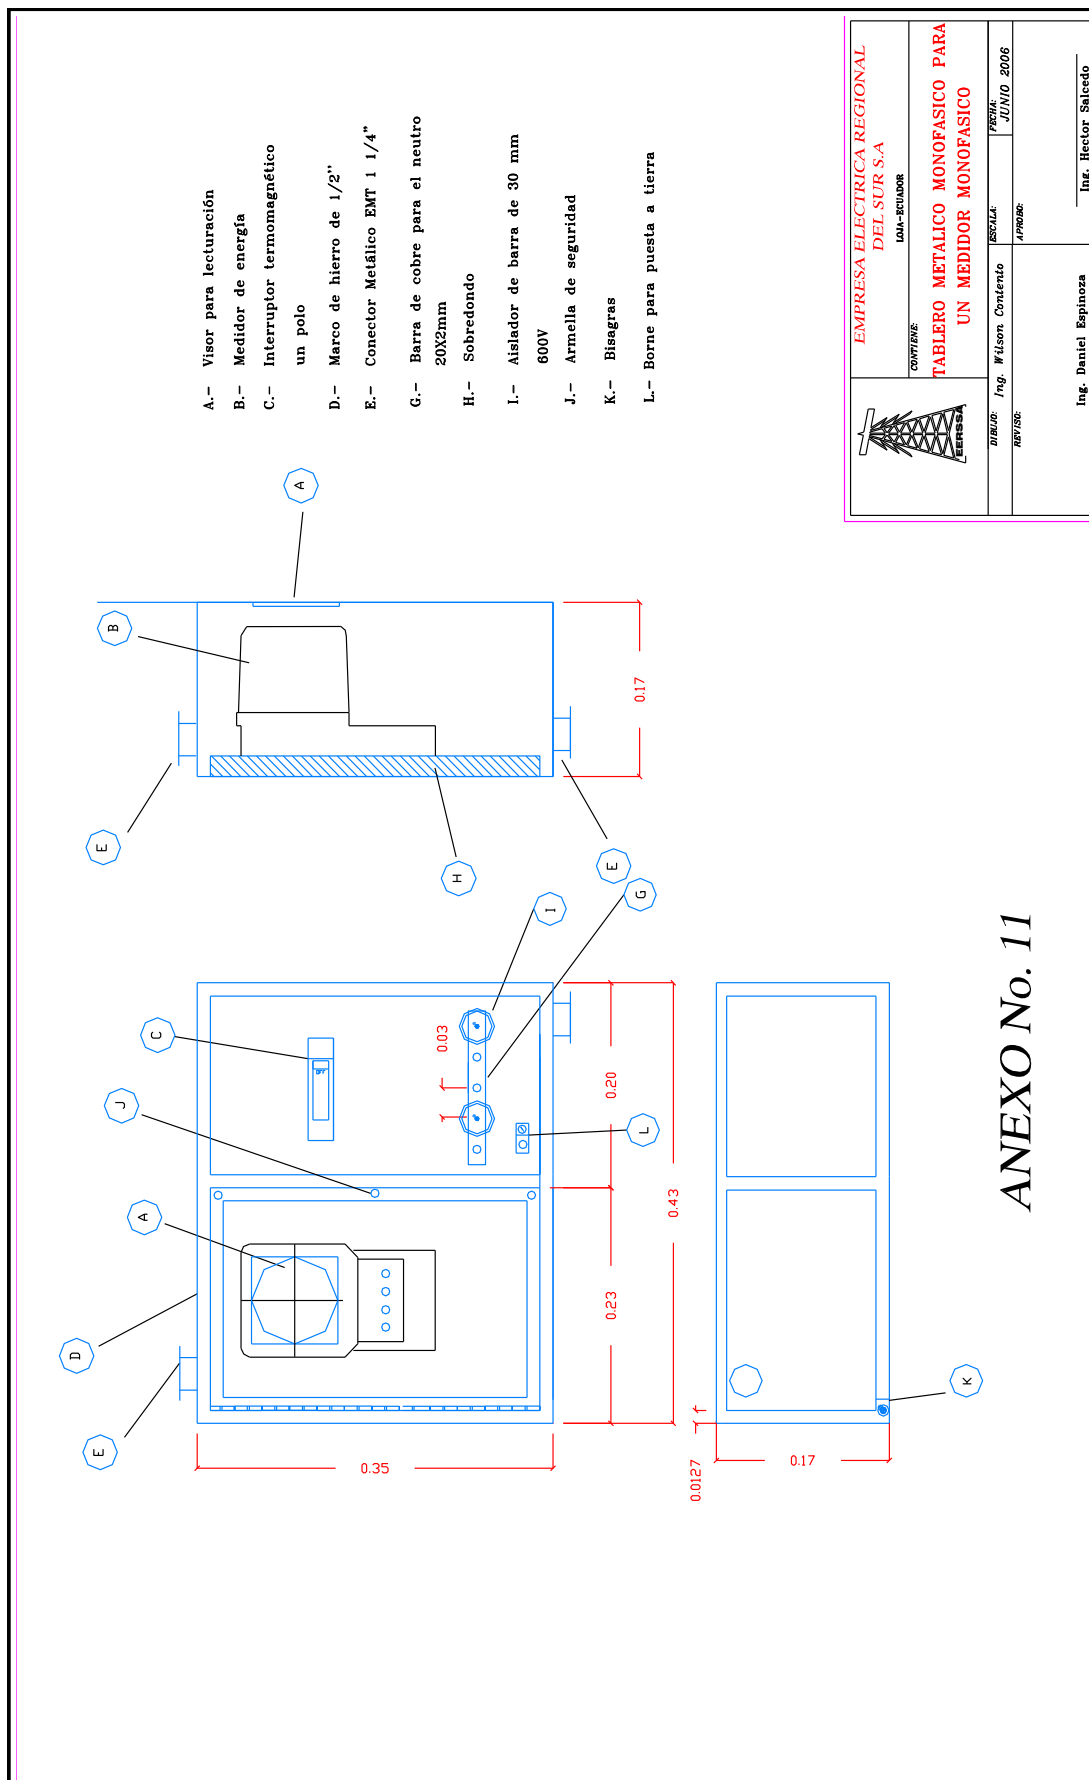 A.- Visor para lecturación
B.- Medidor de energía
C.- Interruptor termomagnético
un polo
D.- Marco de hierro de 1/2''
E.- Conector Metálico EMT 1 1/4"
G.- Barra de cobre para el neutro
20X2mm
H.- Sobredondo
I.- Aislador de barra de 30 mm
600V
J.- Armella de seguridad
K.- Bisagras
L.- Borne para puesta a tierra
E
B
A
0.17
E
H
E
G
I
E
D
A
J
C
OFF
0.03
L
0.20
0.23
0.43
0.35
0.0127
0.17
K
ANEXO No. 11
EERSSA
EMPRESA ELECTRICA REGIONAL
DEL SUR S.A
LOJA-ECUADOR
CONTIENE:
TABLERO METALICO MONOFASICO PARA
UN MEDIDOR MONOFASICO
DIBUJO: Ing. Wilson Contento
ESCALA:
FECHA:
JUNIO 2006
REVISO:
APROBO:
Ing. Daniel Espinoza
Ing. Hector Salcedo